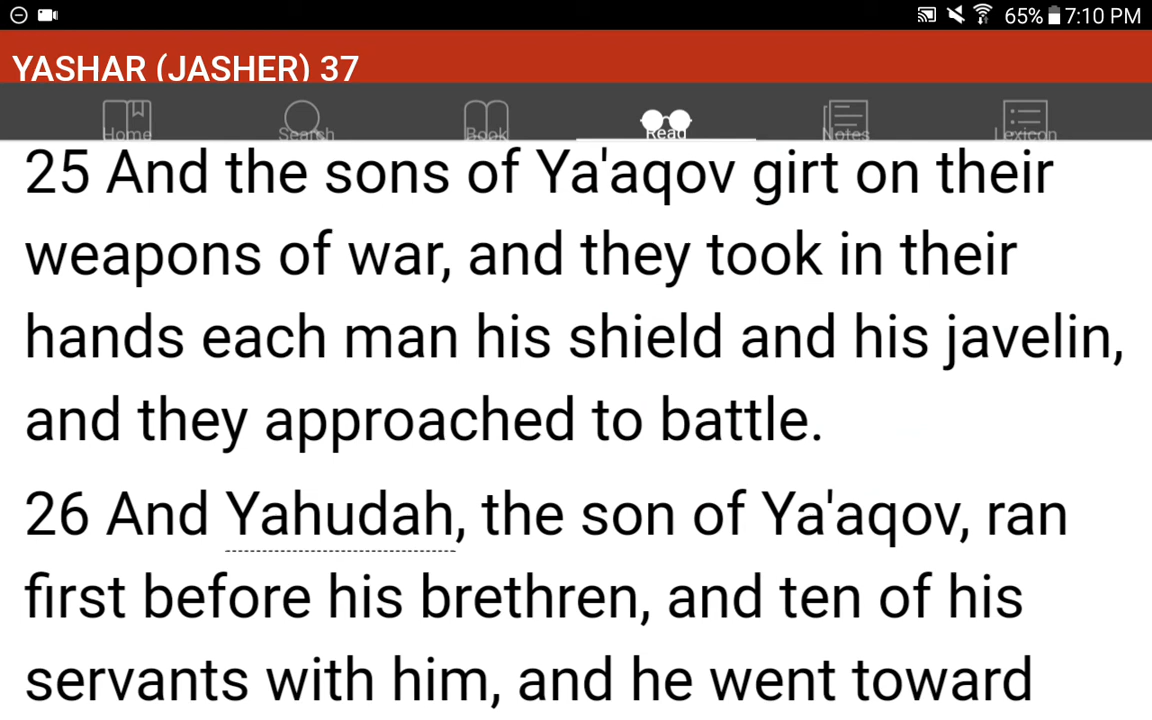 65% 7:10 PM
YASHAR (JASHER) 37
Home Search Book Read Notes Lexicon
25 And the sons of Ya'aqov girt on their
weapons of war, and they took in their
hands each man his shield and his javelin,
and they approached to battle.
26 And Yahudah, the son of Ya'aqov, ran
first before his brethren, and ten of his
servants with him, and he went toward